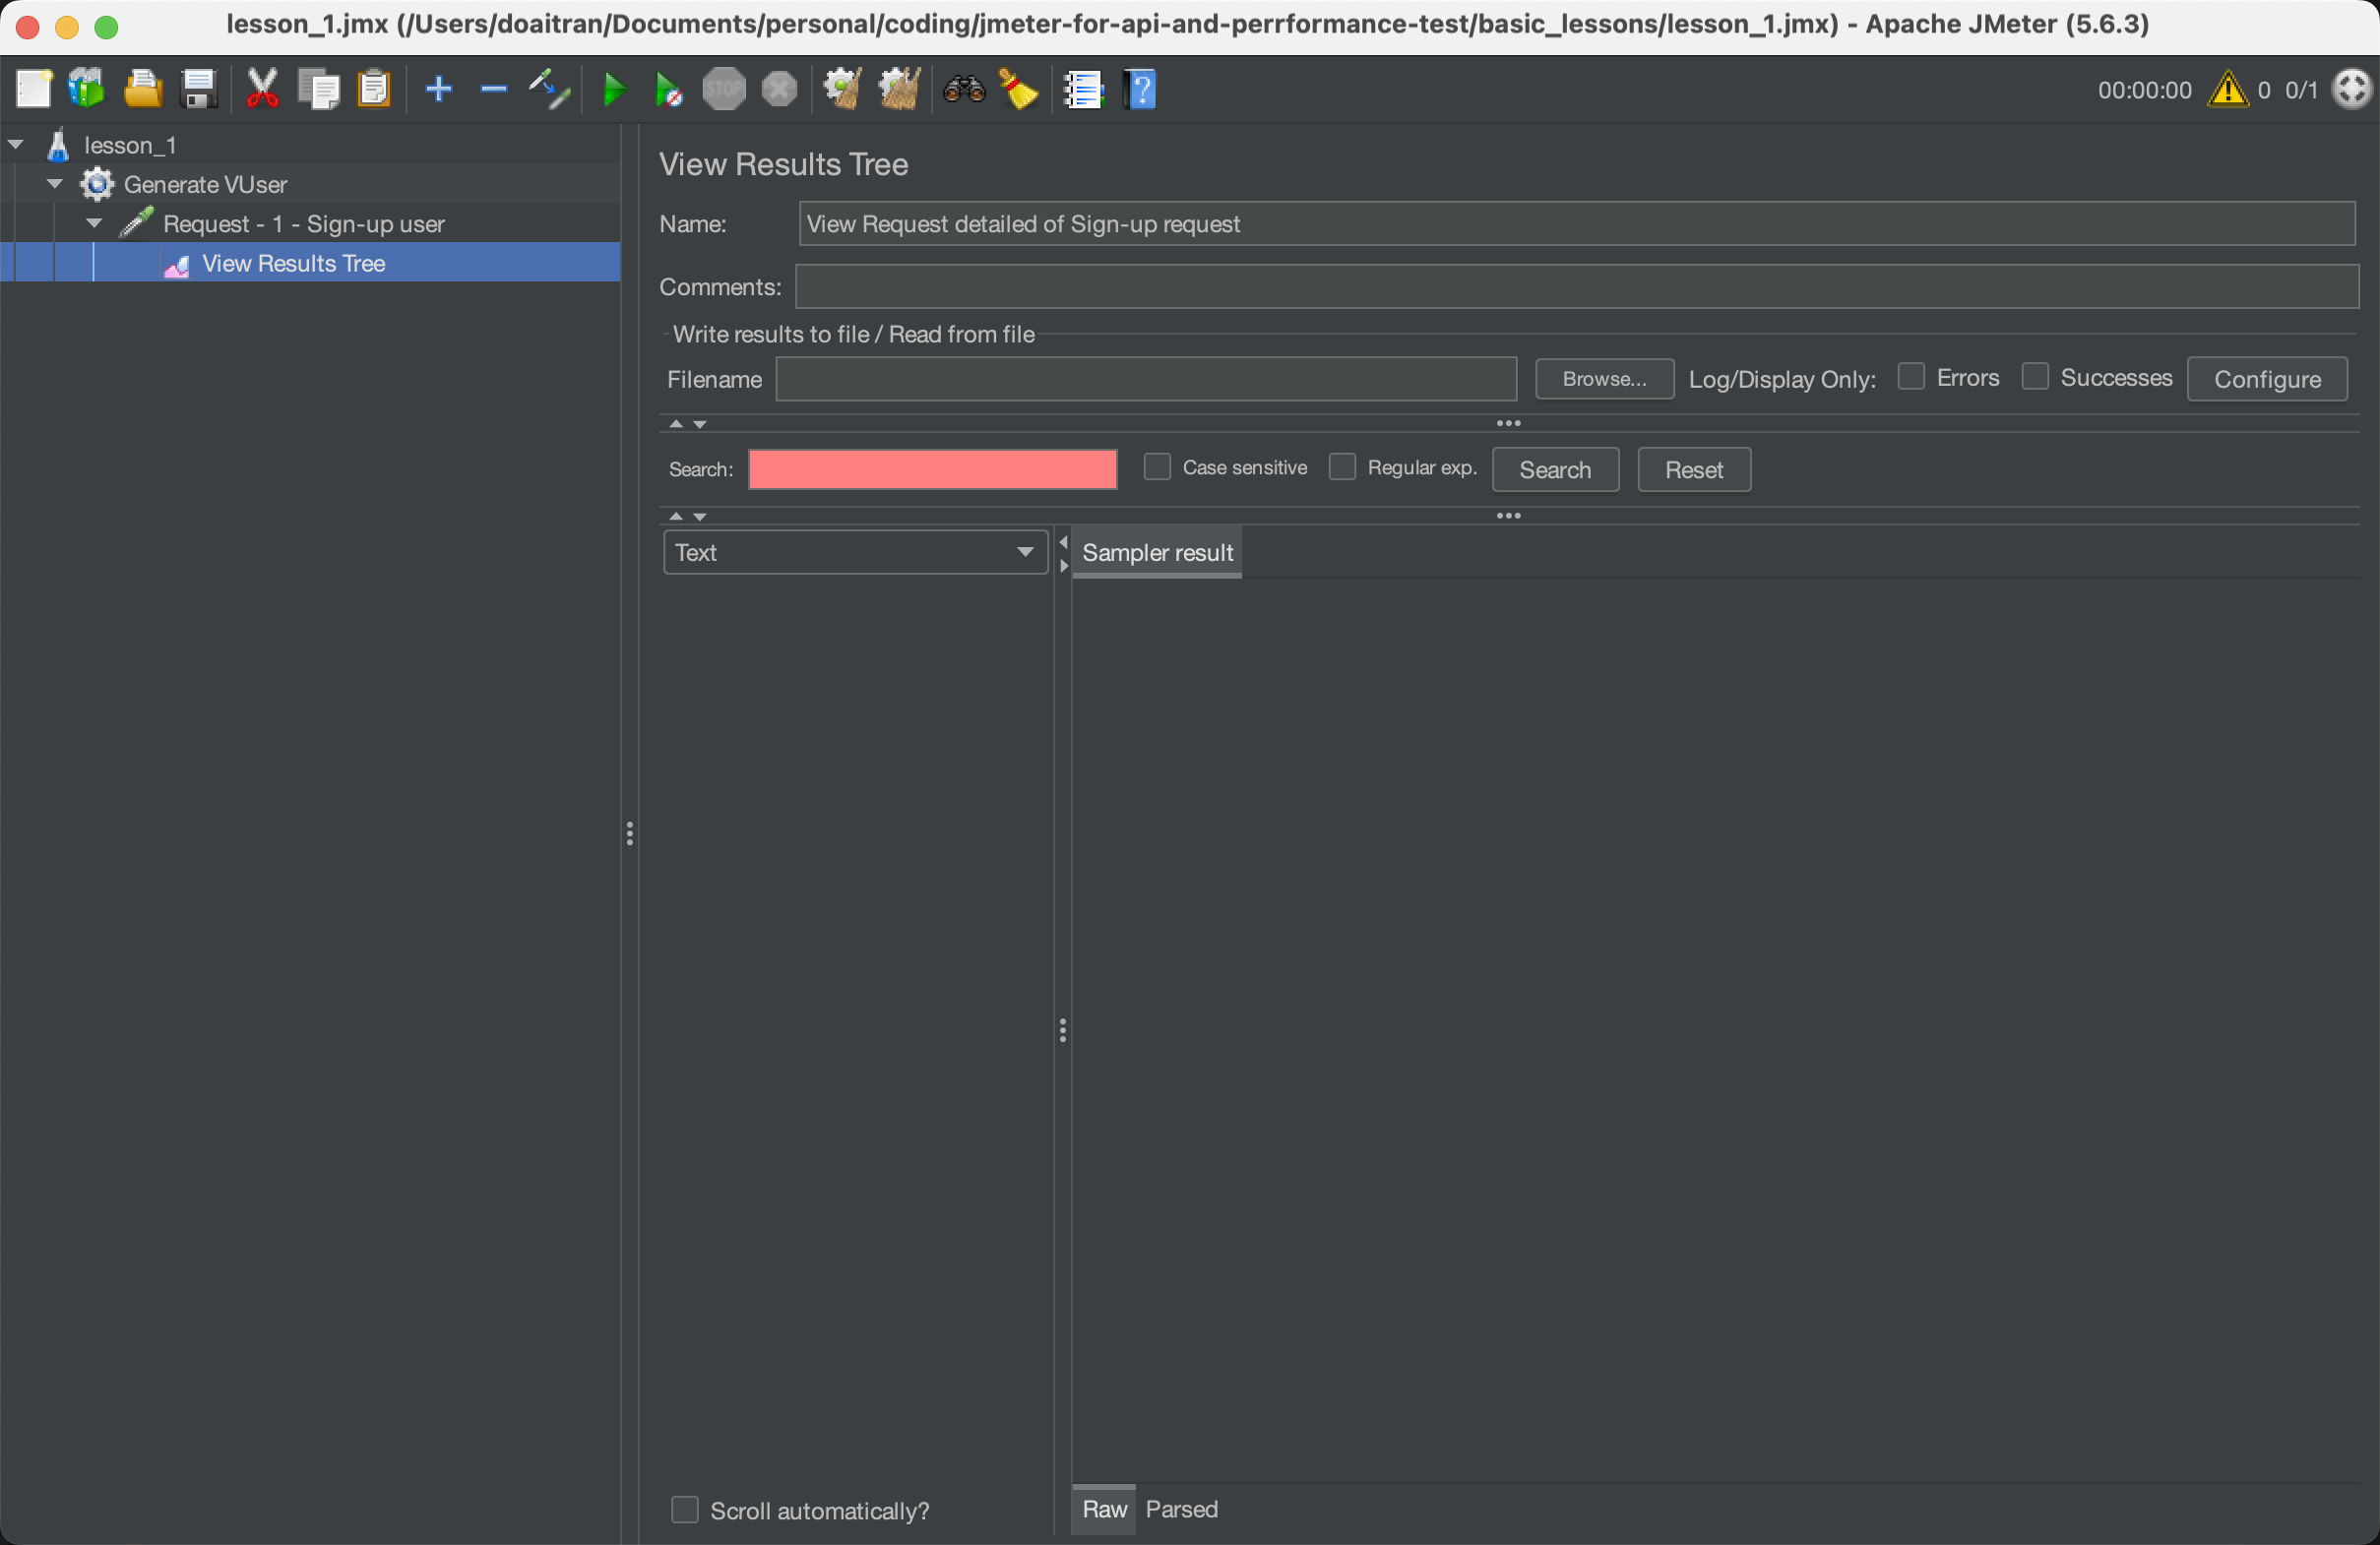 lesson_1.jmx (/Users/doaitran/Documents/personal/coding/jmeter-for-api-and-perrformance-test/basic_lessons/lesson_1.jmx) - Apache JMeter (5.6.3)
STOP
00:00:00 0 0/1
lesson_1
Generate VUser
Request - 1 - Sign-up user
View Results Tree
View Results Tree
Name: View Request detailed of Sign-up request
Comments:
Write results to file / Read from file
Filename Browse... Log/Display Only: Errors Successes Configure
Search: Case sensitive Regular exp. Search Reset
Text
Sampler result
Scroll automatically?
Raw Parsed